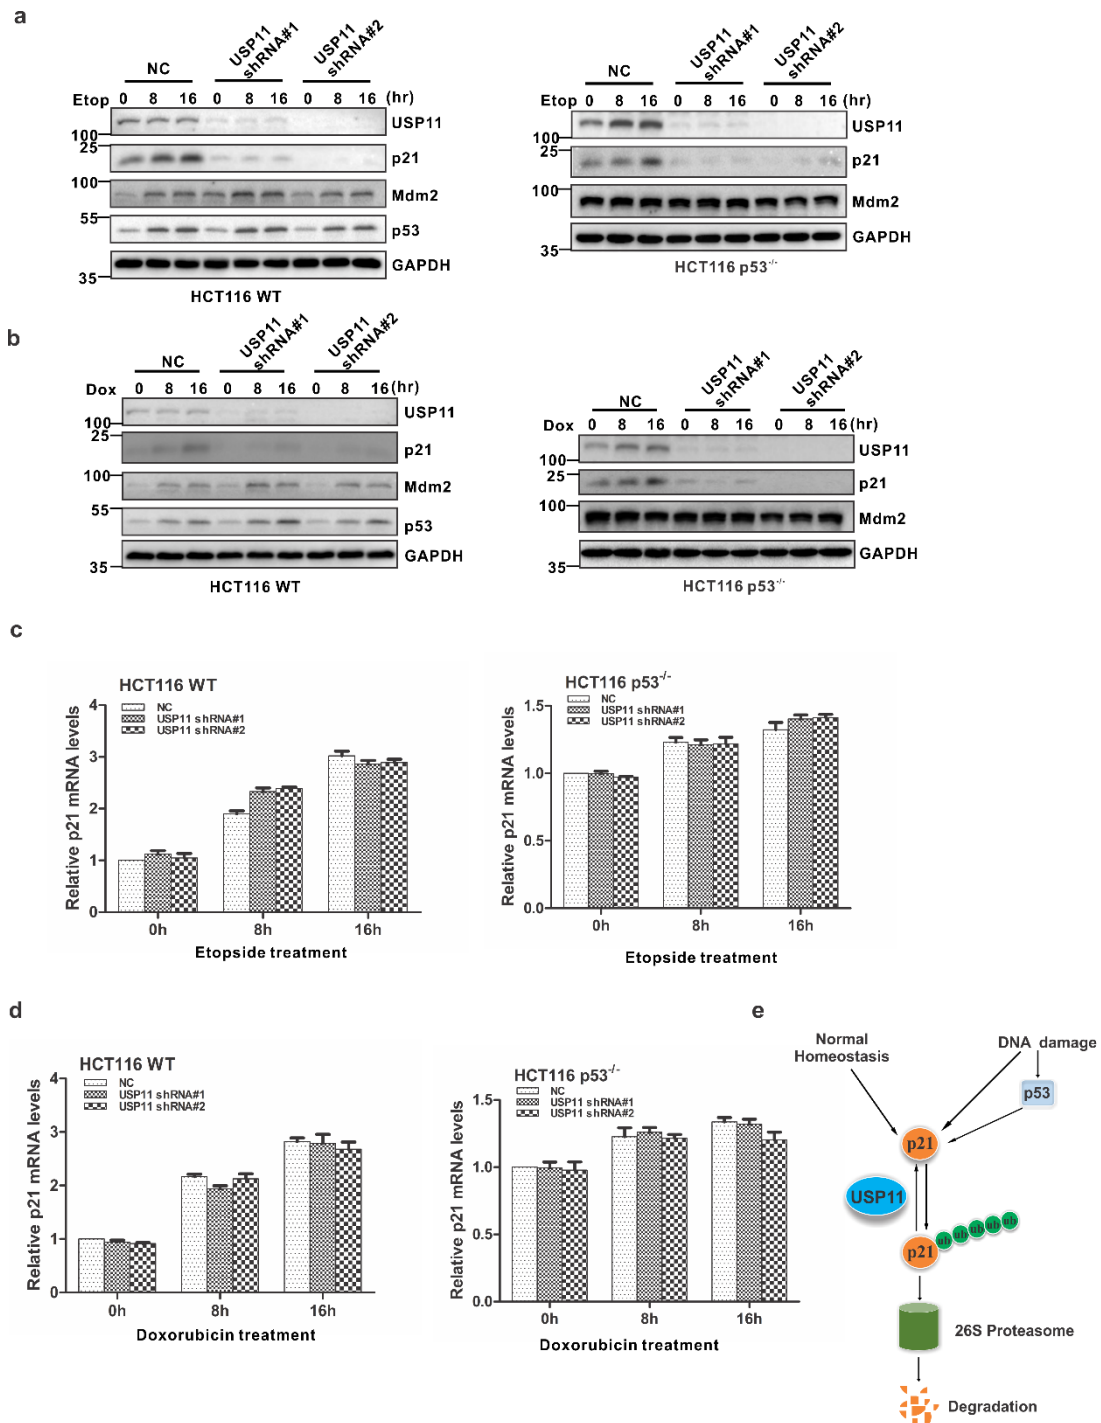 a
USP11 shRNA#1
USP11 shRNA#2
NC
Etop 0 8 16 0 8 16 0 8 16 (hr)
USP11
100
25
p21
100
Mdm2
55
p53
GAPDH
35
HCT116 WT
USP11 shRNA#1
USP11 shRNA#2
NC
Etop 0 8 16 0 8 16 0 8 16 (hr)
USP11
100
25
p21
100
Mdm2
GAPDH
35
HCT116 p53-/-
b
USP11 shRNA#1
USP11 shRNA#2
NC
Dox 0 8 16 0 8 16 0 8 16 (hr)
USP11
100
25
p21
100
Mdm2
55
p53
GAPDH
35
HCT116 WT
USP11 shRNA#1
USP11 shRNA#2
NC
Dox 0 8 16 0 8 16 0 8 16 (hr)
USP11
100
25
p21
100
Mdm2
GAPDH
35
HCT116 p53-/-
c
HCT116 WT
NC
USP11 shRNA#1
USP11 shRNA#2
Relative p21 mRNA levels
4
3
2
1
0
0h 8h 16h
Etopside treatment
HCT116 p53-/-
NC
USP11 shRNA#1
USP11 shRNA#2
Relative p21 mRNA levels
1.5
1.0
0.5
0.0
0h 8h 16h
Etopside treatment
d
HCT116 WT
NC
USP11 shRNA#1
USP11 shRNA#2
Relative p21 mRNA levels
4
3
2
1
0
0h 8h 16h
Doxorubicin treatment
HCT116 p53-/-
NC
USP11 shRNA#1
USP11 shRNA#2
Relative p21 mRNA levels
1.5
1.0
0.5
0.0
0h 8h 16h
Doxorubicin treatment
e
Normal
Homeostasis
DNA damage
p53
p21
USP11
p21
ub ub ub ub ub
26S Proteasome
Degradation